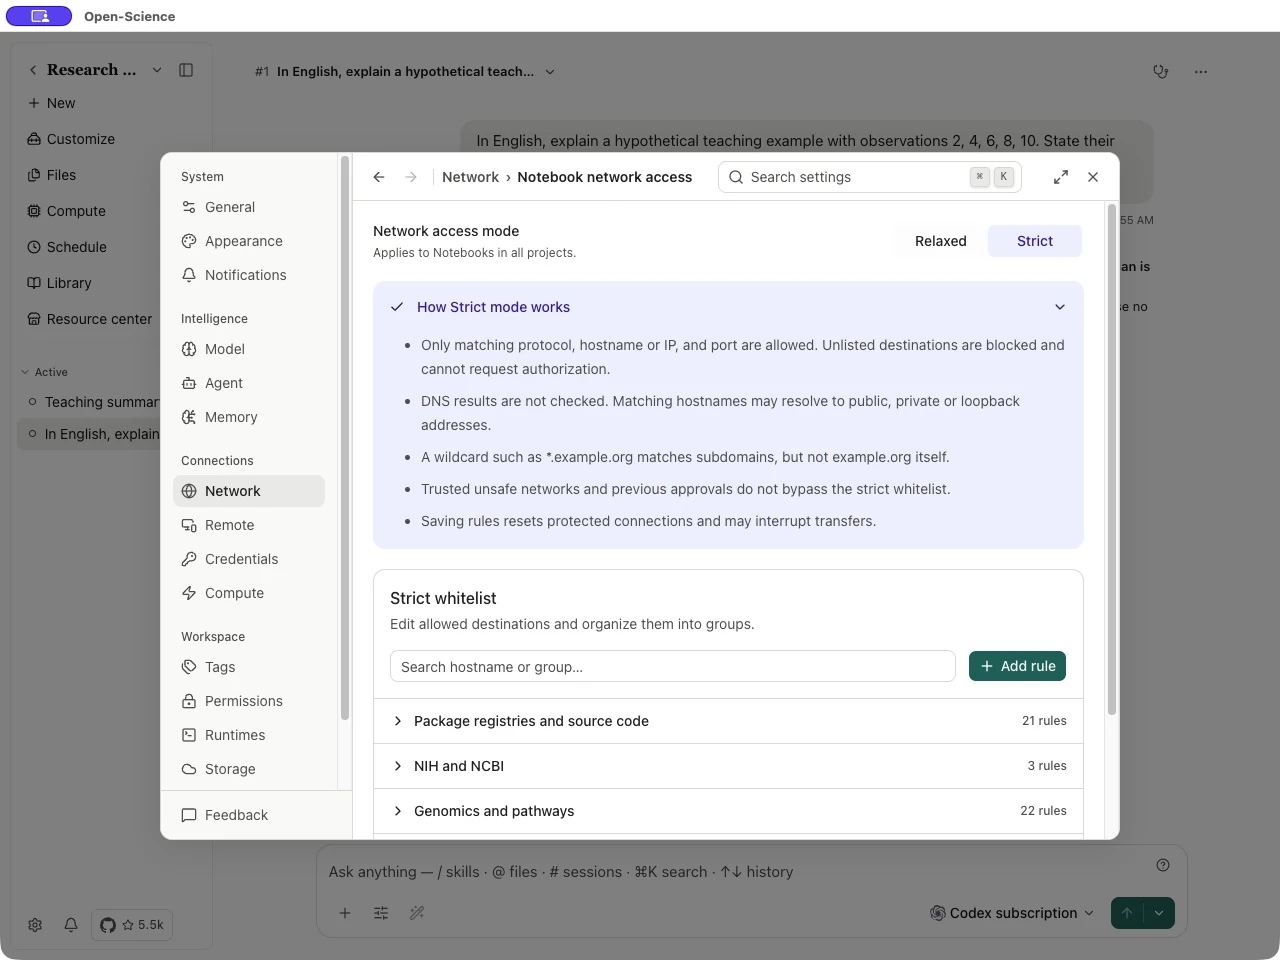 Open-Science
Research ...
New
Customize
Files
Compute
Schedule
Library
Resource center
Active
Teaching summar
In English, explain
5.5k
#1 In English, explain a hypothetical teach...
In English, explain a hypothetical teaching example with observations 2, 4, 6, 8, 10. State their
55 AM
an is
se no
System
General
Appearance
Notifications
Intelligence
Model
Agent
Memory
Connections
Network
Remote
Credentials
Compute
Workspace
Tags
Permissions
Runtimes
Storage
Feedback
Network › Notebook network access
Search settings ⌘ K
Network access mode
Applies to Notebooks in all projects.
Relaxed Strict
How Strict mode works
• Only matching protocol, hostname or IP, and port are allowed. Unlisted destinations are blocked and
cannot request authorization.
• DNS results are not checked. Matching hostnames may resolve to public, private or loopback
addresses.
• A wildcard such as *.example.org matches subdomains, but not example.org itself.
• Trusted unsafe networks and previous approvals do not bypass the strict whitelist.
• Saving rules resets protected connections and may interrupt transfers.
Strict whitelist
Edit allowed destinations and organize them into groups.
Search hostname or group...
+ Add rule
Package registries and source code 21 rules
NIH and NCBI 3 rules
Genomics and pathways 22 rules
Ask anything — / skills · @ files · # sessions · ⌘K search · ↑↓ history
Codex subscription